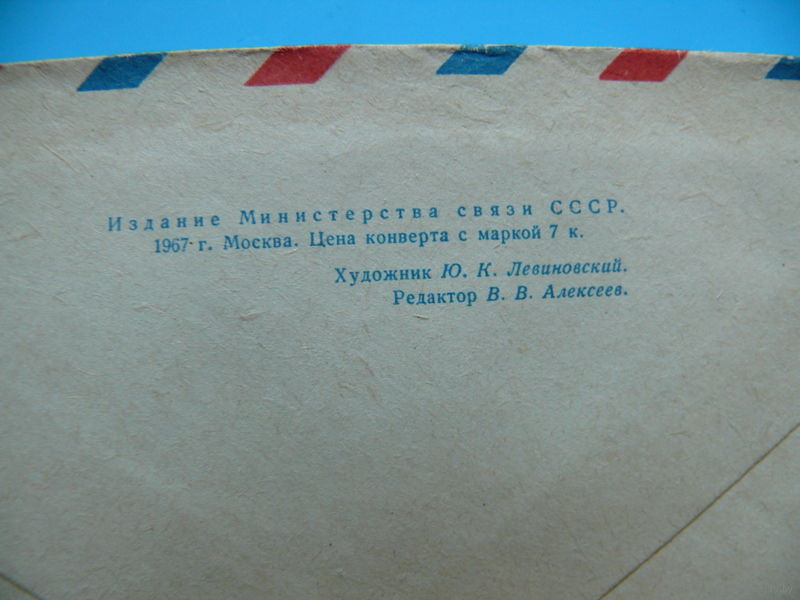 Издание Министерства связи СССР.
1967 г. Москва. Цена конверта с маркой 7 к.
Художник Ю. К. Левиновский.
Редактор В. В. Алексеев.